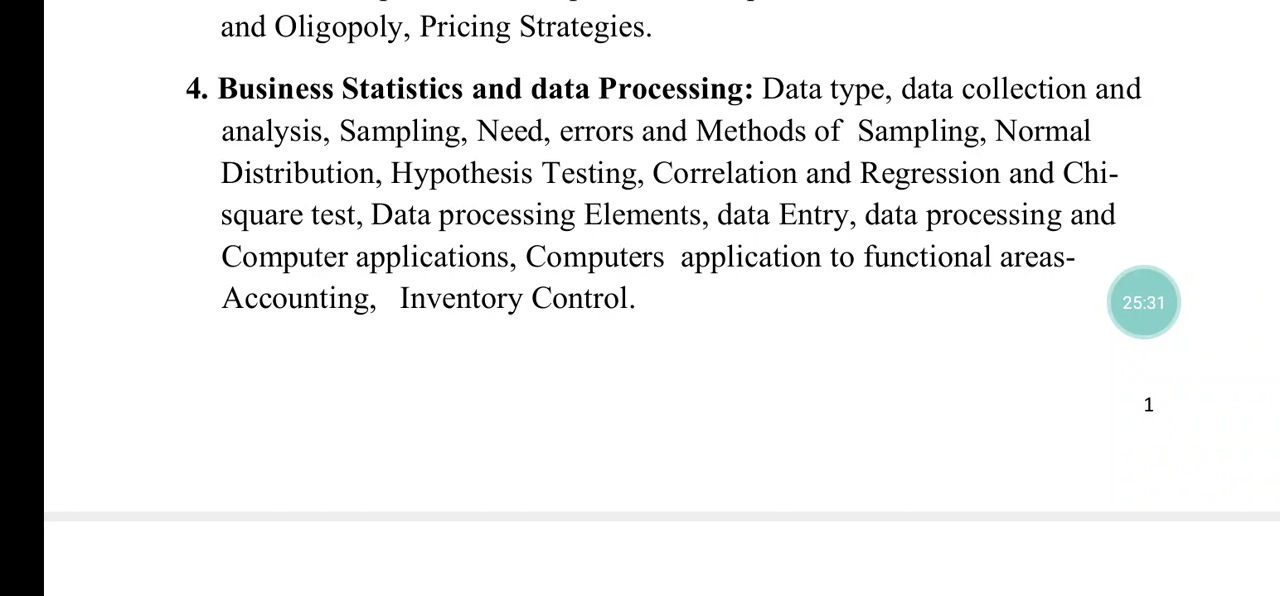 and Oligopoly, Pricing Strategies.
4. Business Statistics and data Processing: Data type, data collection and
analysis, Sampling, Need, errors and Methods of  Sampling, Normal
Distribution, Hypothesis Testing, Correlation and Regression and Chi-
square test, Data processing Elements, data Entry, data processing and
Computer applications, Computers  application to functional areas-
Accounting,   Inventory Control.
25:31
1